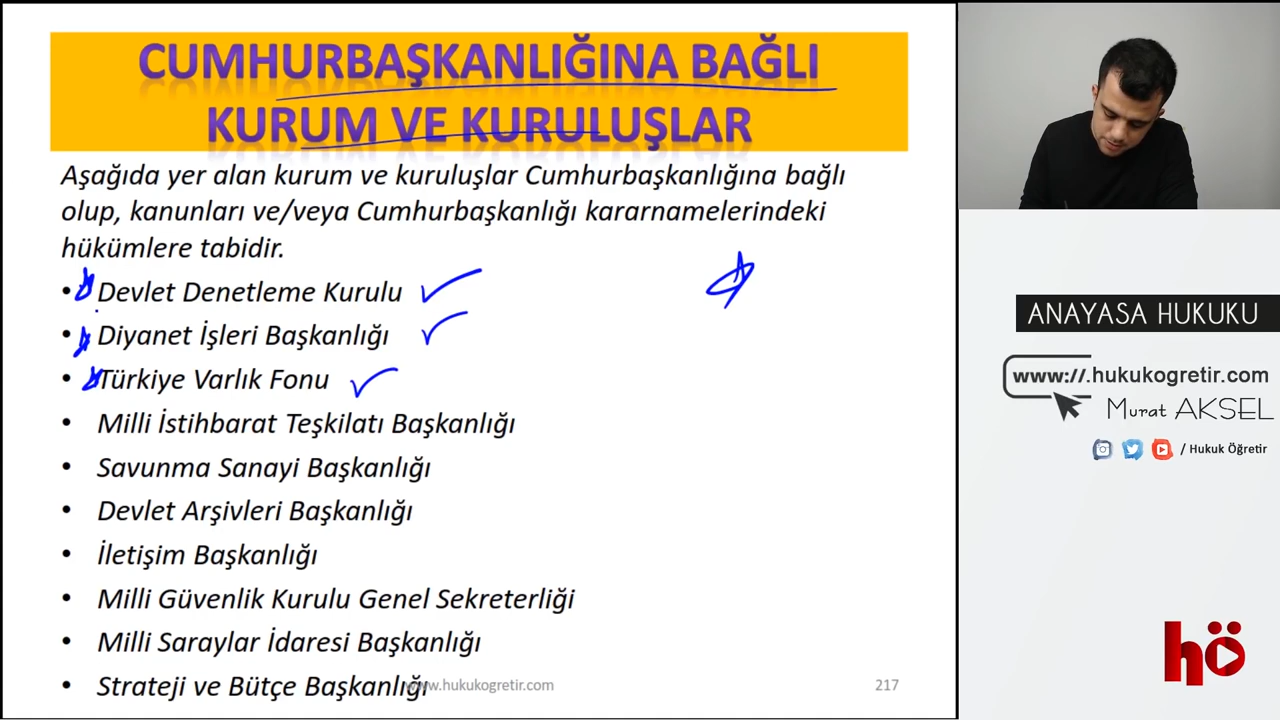 CUMHURBAŞKANLIĞINA BAĞLI
KURUM VE KURULUŞLAR
Aşağıda yer alan kurum ve kuruluşlar Cumhurbaşkanlığına bağlı
olup, kanunları ve/veya Cumhurbaşkanlığı kararnamelerindeki
hükümlere tabidir.
• Devlet Denetleme Kurulu
• Diyanet İşleri Başkanlığı
• Türkiye Varlık Fonu
• Milli İstihbarat Teşkilatı Başkanlığı
• Savunma Sanayi Başkanlığı
• Devlet Arşivleri Başkanlığı
• İletişim Başkanlığı
• Milli Güvenlik Kurulu Genel Sekreterliği
• Milli Saraylar İdaresi Başkanlığı
• Strateji ve Bütçe Başkanlığı
www.hukukogretir.com
217
ANAYASA HUKUKU
www://.hukukogretir.com
Murat AKSEL
/ Hukuk Öğretir
hö